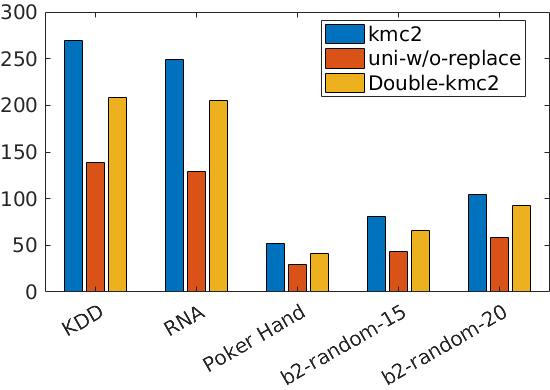 300
250
200
150
100
50
0
kmc2
uni-w/o-replace
Double-kmc2
KDD
RNA
Poker Hand
b2-random-15
b2-random-20